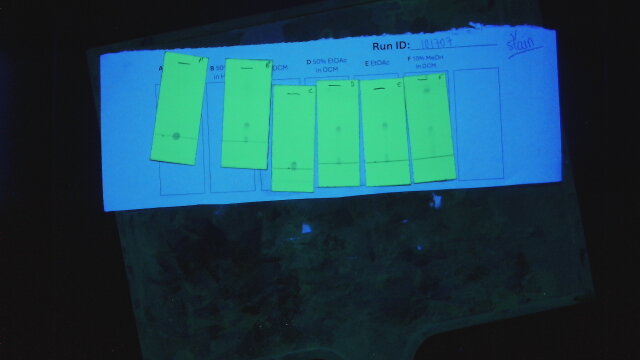 Run ID: 101707
stain
A
B 50%
in H
DCM
D 50% EtOAc
in DCM
E EtOAc
F 10% MeOH
in DCM
A
B
C
D
E
F